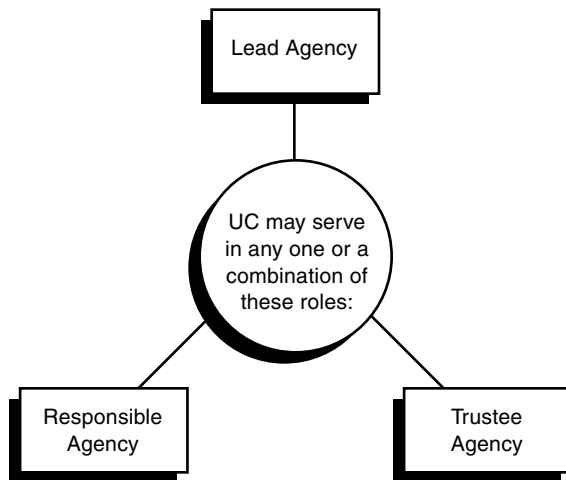 Lead Agency
UC may serve
in any one or a
combination of
these roles:
Responsible
Agency
Trustee
Agency